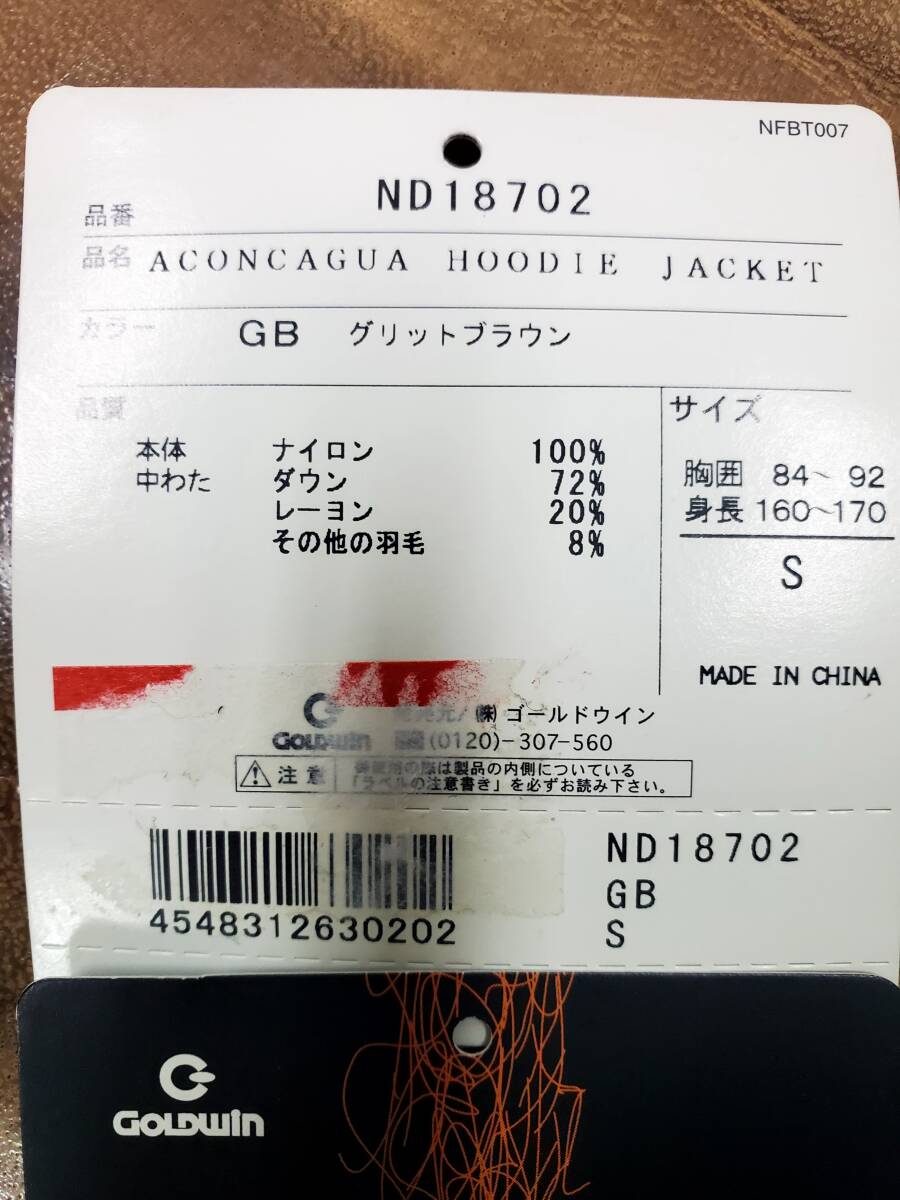 NFBT007
品番 ND18702
品名 ACONCAGUA HOODIE JACKET
カラー GB グリットブラウン
品質
本体 ナイロン 100%
中わた ダウン 72%
レーヨン 20%
その他の羽毛 8%
サイズ
胸囲 84~ 92
身長 160~170
S
MADE IN CHINA
発売元/ ㈱ ゴールドウイン
GOLDWIN (0120)-307-560
注意 御使用の際は製品の内側についている
「ラベルの注意書き」を必ずお読み下さい。
4548312630202
ND18702
GB
S
GOLDWIN